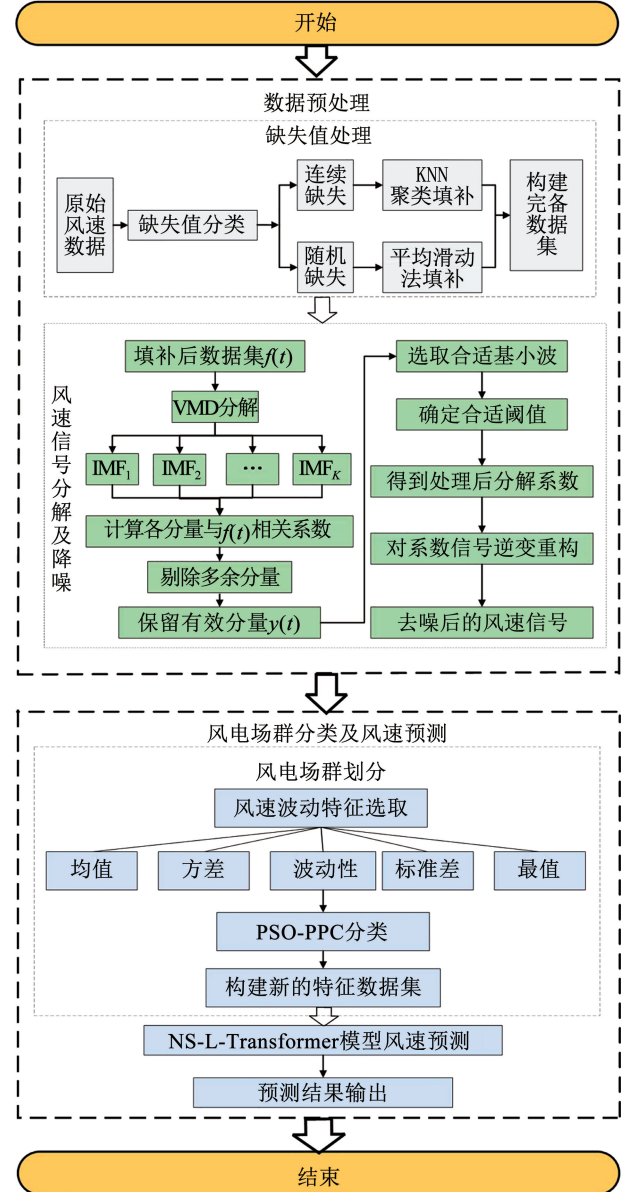 开始
数据预处理
缺失值处理
原始
风速
数据
缺失值分类
连续
缺失
KNN
聚类填补
随机
缺失
平均滑动
法填补
构建
完备
数据
集
风速信号分解及降噪
填补后数据集f(t)
VMD分解
IMF₁
IMF₂
…
IMF_K
计算各分量与f(t)相关系数
剔除多余分量
保留有效分量y(t)
选取合适基小波
确定合适阈值
得到处理后分解系数
对系数信号逆变重构
去噪后的风速信号
风电场群分类及风速预测
风电场群划分
风速波动特征选取
均值
方差
波动性
标准差
最值
PSO-PPC分类
构建新的特征数据集
NS-L-Transformer模型风速预测
预测结果输出
结束